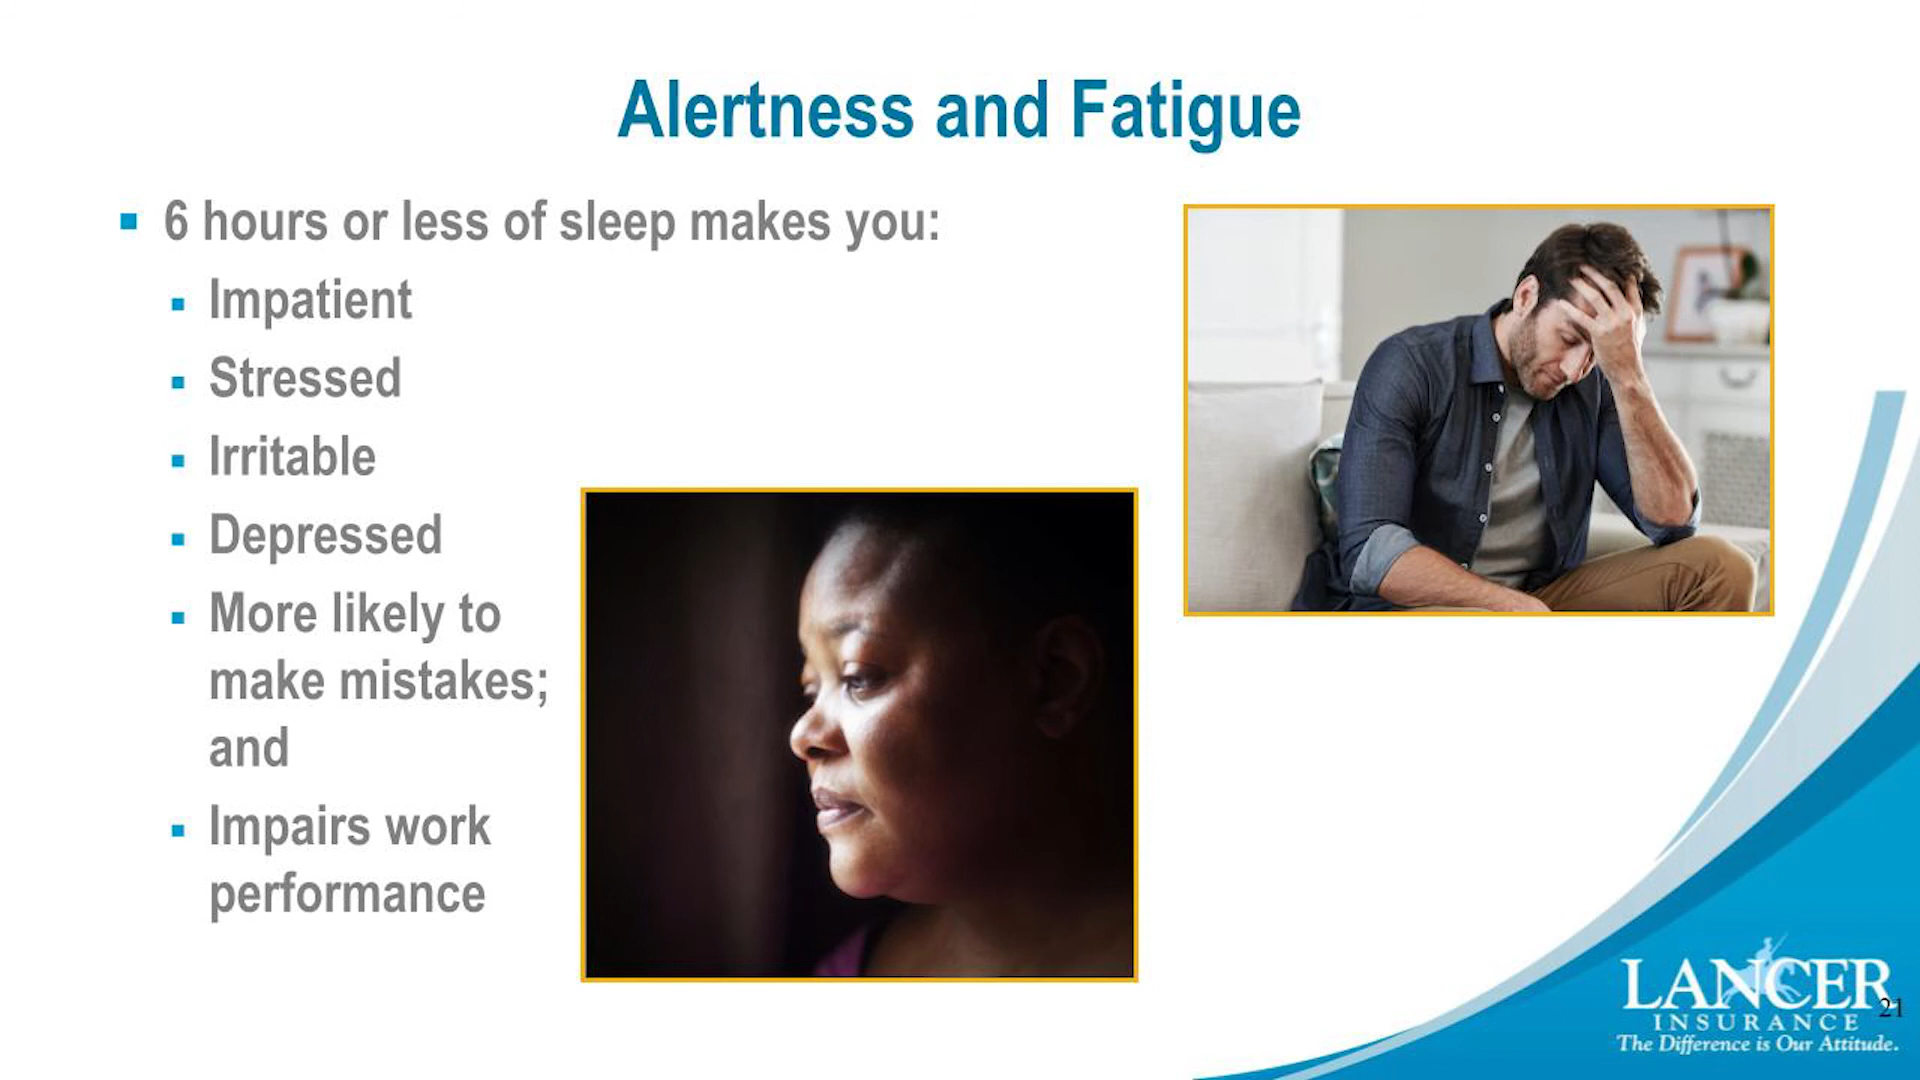 Alertness and Fatigue
6 hours or less of sleep makes you:
Impatient
Stressed
Irritable
Depressed
More likely to
make mistakes;
and
Impairs work
performance
LANCER
21
INSURANCE
The Difference is Our Attitude.